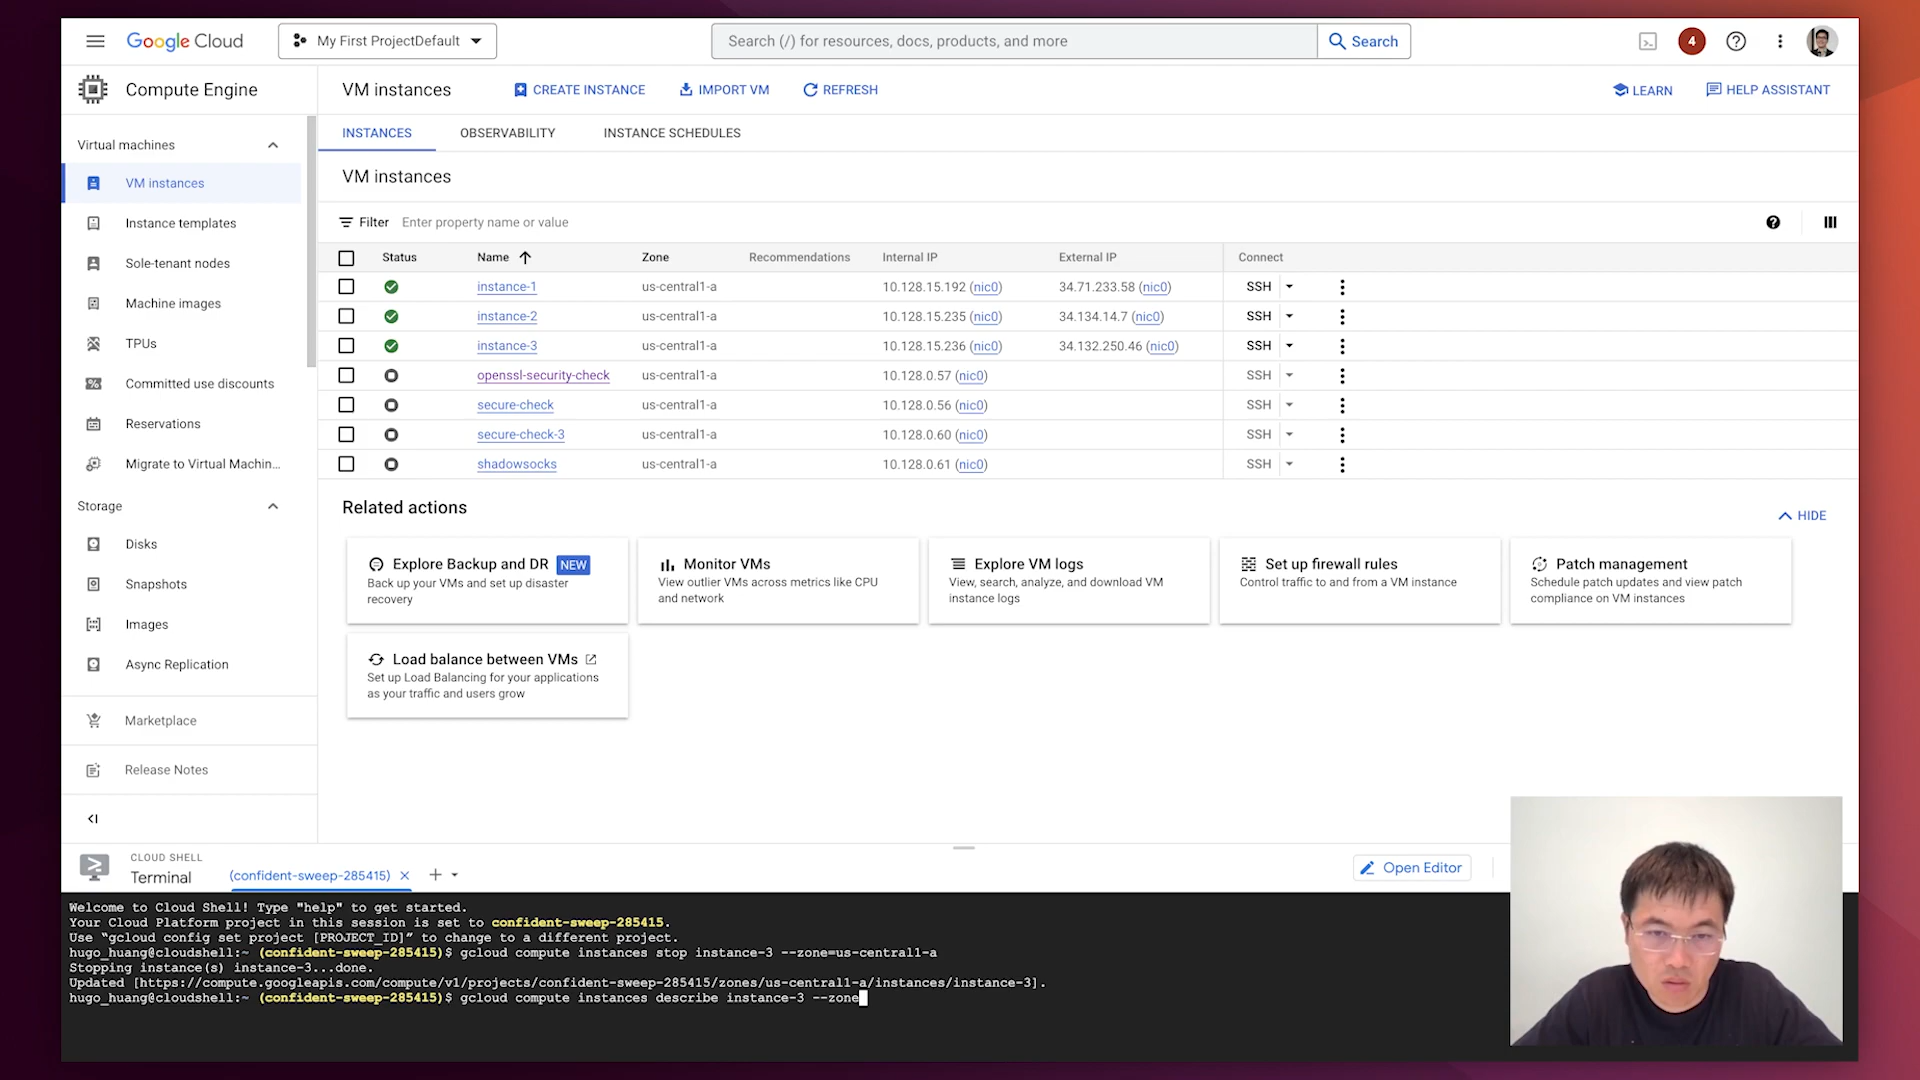 Google Cloud
My First ProjectDefault
Search (/) for resources, docs, products, and more
Search
4
Compute Engine
VM instances
CREATE INSTANCE
IMPORT VM
REFRESH
LEARN
HELP ASSISTANT
Virtual machines
VM instances
Instance templates
Sole-tenant nodes
Machine images
TPUs
Committed use discounts
Reservations
Migrate to Virtual Machin...
Storage
Disks
Snapshots
Images
Async Replication
Marketplace
Release Notes
INSTANCES
OBSERVABILITY
INSTANCE SCHEDULES
VM instances
Filter
Enter property name or value
Status Name Zone Recommendations Internal IP External IP Connect
instance-1 us-central1-a 10.128.15.192 (nic0) 34.71.233.58 (nic0) SSH
instance-2 us-central1-a 10.128.15.235 (nic0) 34.134.14.7 (nic0) SSH
instance-3 us-central1-a 10.128.15.236 (nic0) 34.132.250.46 (nic0) SSH
openssl-security-check us-central1-a 10.128.0.57 (nic0) SSH
secure-check us-central1-a 10.128.0.56 (nic0) SSH
secure-check-3 us-central1-a 10.128.0.60 (nic0) SSH
shadowsocks us-central1-a 10.128.0.61 (nic0) SSH
Related actions
HIDE
Explore Backup and DR NEW
Back up your VMs and set up disaster
recovery
Monitor VMs
View outlier VMs across metrics like CPU
and network
Explore VM logs
View, search, analyze, and download VM
instance logs
Set up firewall rules
Control traffic to and from a VM instance
Patch management
Schedule patch updates and view patch
compliance on VM instances
Load balance between VMs
Set up Load Balancing for your applications
as your traffic and users grow
CLOUD SHELL
Terminal
(confident-sweep-285415)
Open Editor
Welcome to Cloud Shell! Type "help" to get started.
Your Cloud Platform project in this session is set to confident-sweep-285415.
Use “gcloud config set project [PROJECT_ID]” to change to a different project.
hugo_huang@cloudshell:~ (confident-sweep-285415)$ gcloud compute instances stop instance-3 --zone=us-central1-a
Stopping instance(s) instance-3...done.
Updated [https://compute.googleapis.com/compute/v1/projects/confident-sweep-285415/zones/us-central1-a/instances/instance-3].
hugo_huang@cloudshell:~ (confident-sweep-285415)$ gcloud compute instances describe instance-3 --zone